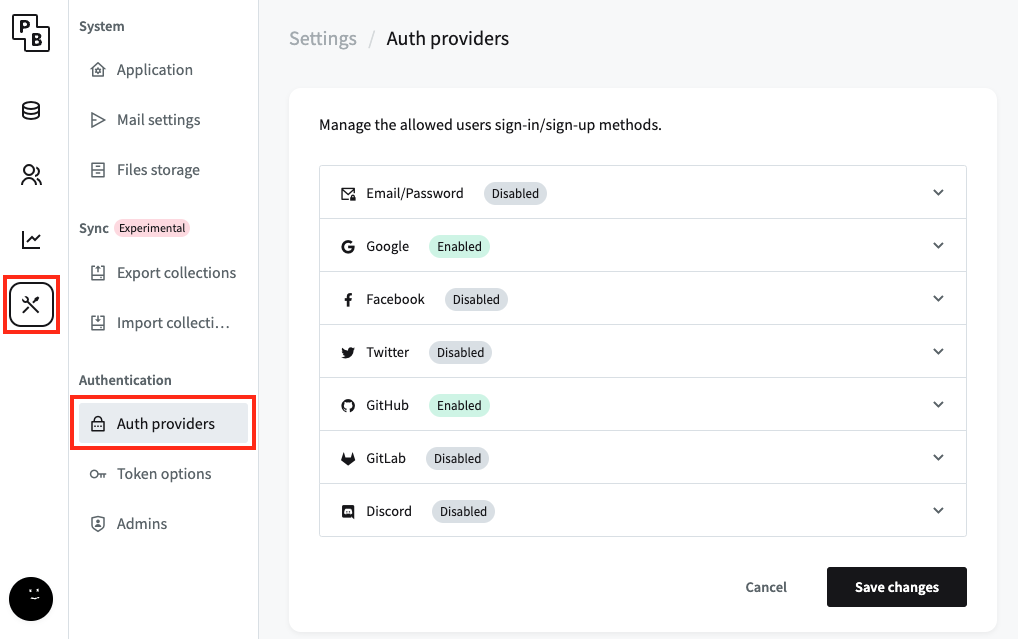 P
B
System
Application
Mail settings
Files storage
Sync Experimental
Export collections
Import collecti…
Authentication
Auth providers
Token options
Admins
Settings / Auth providers
Manage the allowed users sign-in/sign-up methods.
Email/Password Disabled
Google Enabled
Facebook Disabled
Twitter Disabled
GitHub Enabled
GitLab Disabled
Discord Disabled
Cancel Save changes